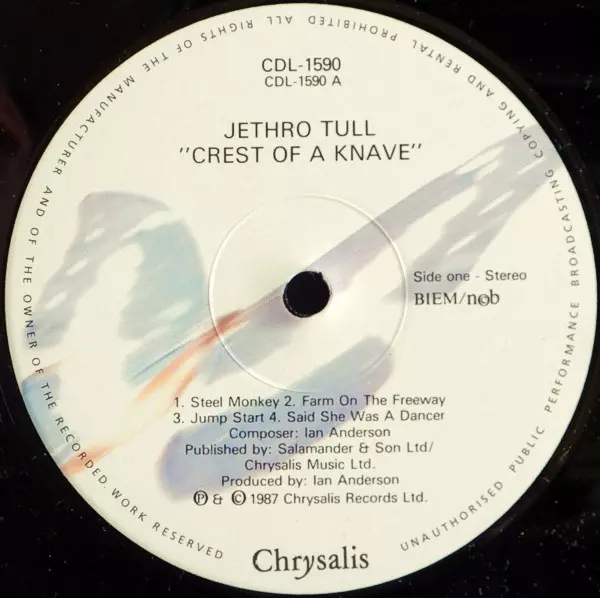 CDL-1590
CDL-1590 A
JETHRO TULL
"CREST OF A KNAVE"
Side one - Stereo
BIEM/ncb
1. Steel Monkey 2. Farm On The Freeway
3. Jump Start 4. Said She Was A Dancer
Composer: Ian Anderson
Published by: Salamander & Son Ltd/
Chrysalis Music Ltd.
Produced by: Ian Anderson
Ⓟ & © 1987 Chrysalis Records Ltd.
Chrysalis
ALL RIGHTS OF THE MANUFACTURER AND OF THE OWNER OF THE RECORDED WORK RESERVED
UNAUTHORISED PUBLIC PERFORMANCE BROADCASTING COPYING AND RENTAL PROHIBITED